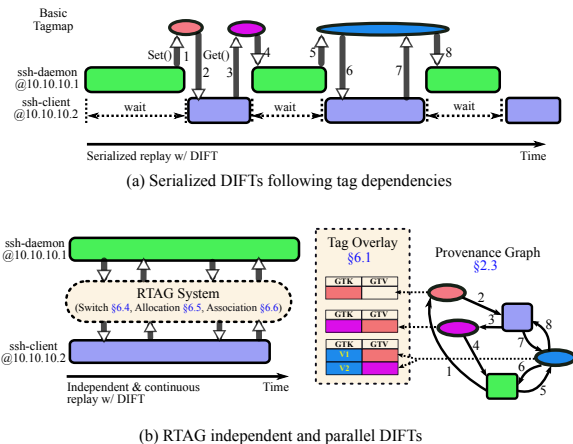 Basic
Tagmap
Set() 1 2 Get() 3 4 5 6 7 8
ssh-daemon
@10.10.10.1
ssh-client
@10.10.10.2
wait wait wait
Serialized replay w/ DIFT Time
(a) Serialized DIFTs following tag dependencies
ssh-daemon
@10.10.10.1
RTAG System
(Switch §6.4, Allocation §6.5, Association §6.6)
ssh-client
@10.10.10.2
Independent & continuous Time
replay w/ DIFT
Tag Overlay
§6.1
GTK GTV
GTK GTV
GTK GTV
V1
V2
Provenance Graph
§2.3
2
3
8
7
4
1
6
5
(b) RTAG independent and parallel DIFTs